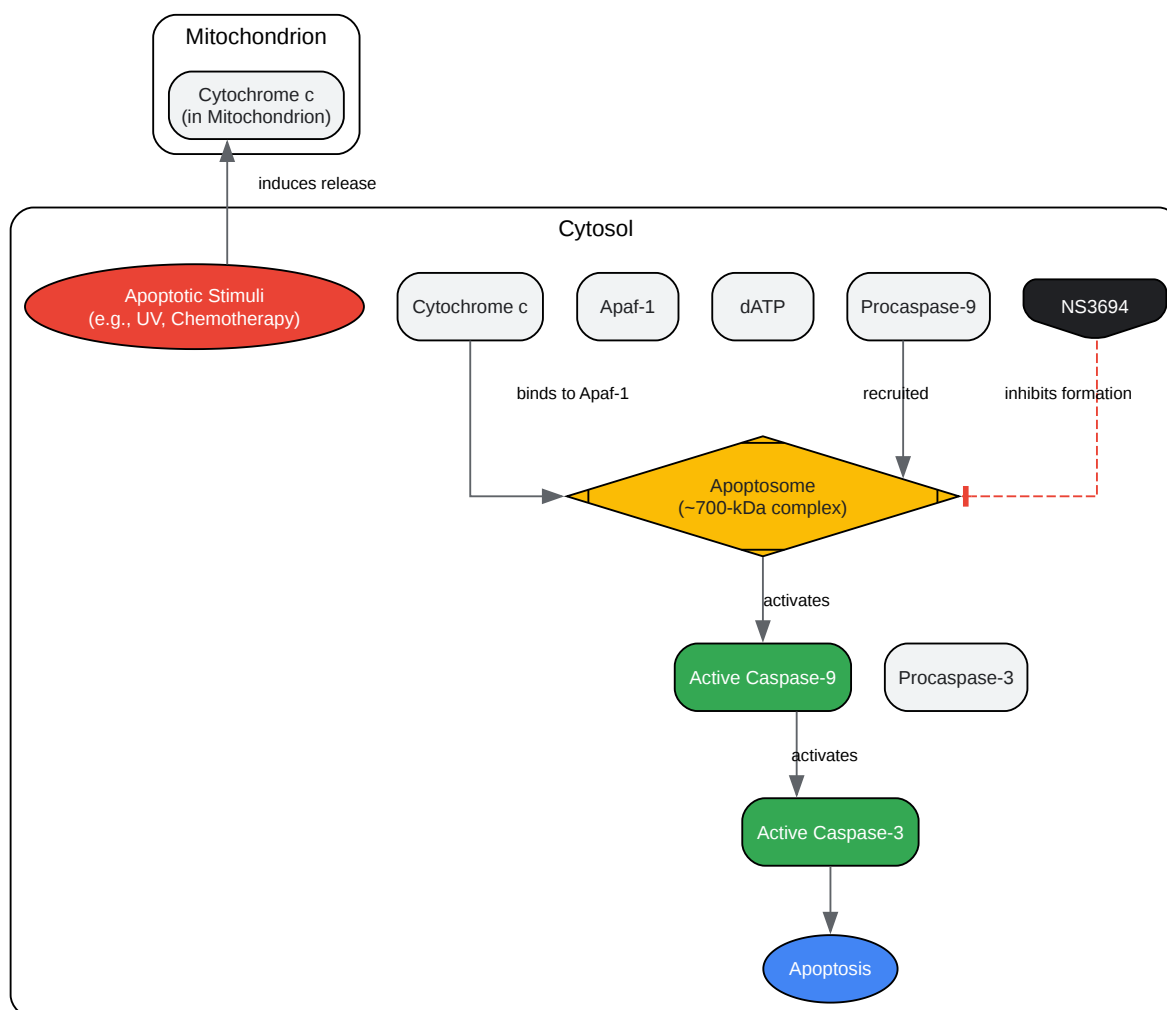 Mitochondrion
Cytochrome c
(in Mitochondrion)
induces release
Cytosol
Apoptotic Stimuli
(e.g., UV, Chemotherapy)
Cytochrome c
Apaf-1
dATP
Procaspase-9
NS3694
binds to Apaf-1
recruited
inhibits formation
Apoptosome
(~700-kDa complex)
activates
Active Caspase-9
Procaspase-3
activates
Active Caspase-3
Apoptosis